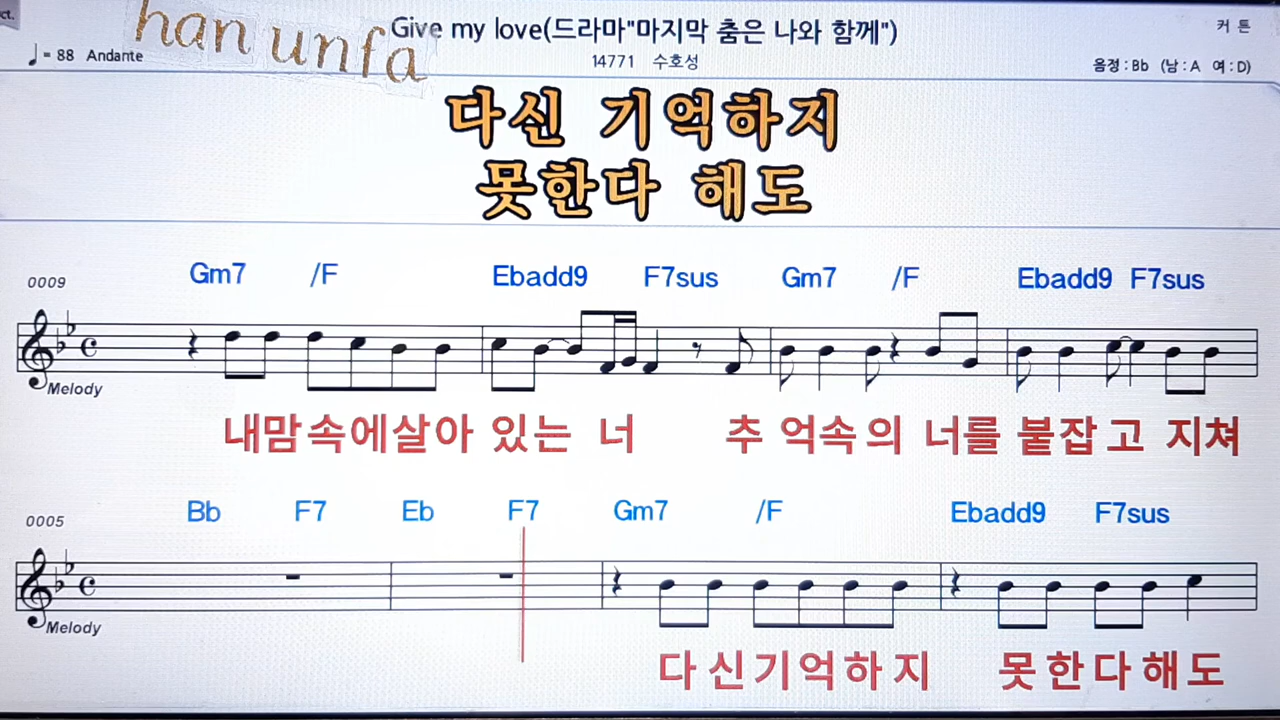 ct.
han unfa
Give my love(드라마"마지막 춤은 나와 함께")
커 튼
♩= 88 Andante
14771 수호성
음정 : Bb (남 : A 여 : D)
다신 기억하지
못한다 해도
0009 Gm7 /F Ebadd9 F7sus Gm7 /F Ebadd9 F7sus
Melody
내맘속에살아 있는 너 추 억속의 너를 붙잡고 지쳐
0005 Bb F7 Eb F7 Gm7 /F Ebadd9 F7sus
Melody
다신기억하지 못한다해도